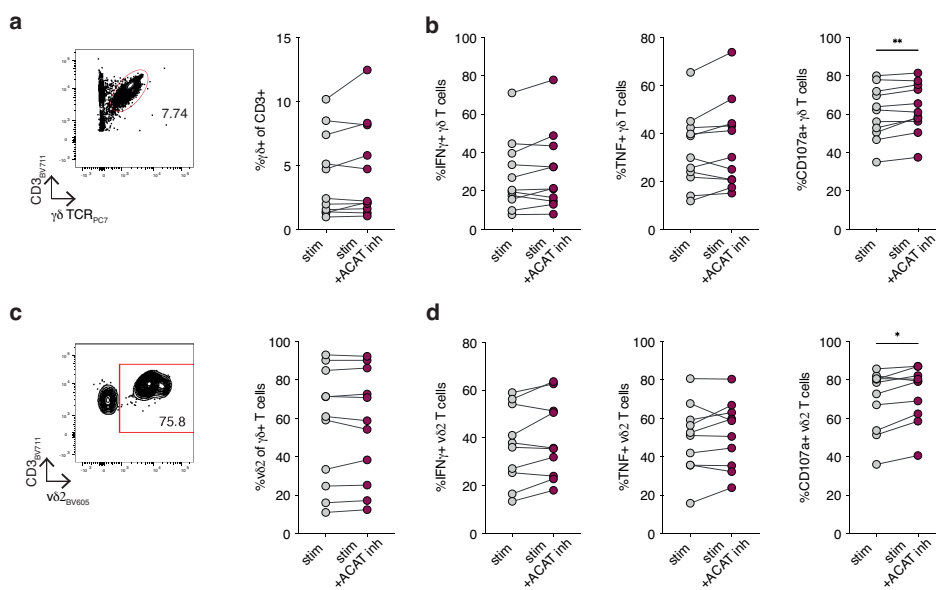 a
b
7.74
CD3BV711
γδ TCRPC7
%γδ+ of CD3+
15
10
5
0
stim
stim
+ACAT inh
%IFNγ+ γδ T cells
100
80
60
40
20
0
stim
stim
+ACAT inh
%TNF+ γδ T cells
80
60
40
20
0
stim
stim
+ACAT inh
%CD107a+ γδ T cells
100
80
60
40
20
0
**
stim
stim
+ACAT inh
c
d
75.8
CD3BV711
vδ2BV605
%vδ2 of γδ+ T cells
100
80
60
40
20
0
stim
stim
+ACAT inh
%IFNγ+ vδ2 T cells
80
60
40
20
0
stim
stim
+ACAT inh
%TNF+ vδ2 T cells
100
80
60
40
20
0
stim
stim
+ACAT inh
%CD107a+ vδ2 T cells
100
80
60
40
20
0
*
stim
stim
+ACAT inh